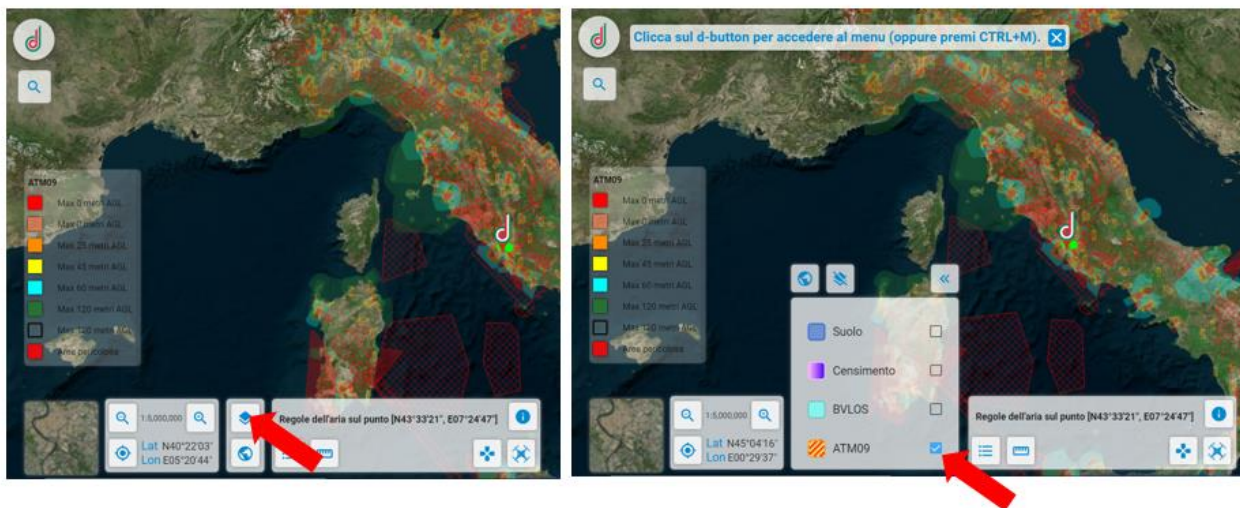 ATM09
Max 0 metri AGL
Max 0 metri AGL
Max 25 metri AGL
Max 45 metri AGL
Max 60 metri AGL
Max 120 metri AGL
Max 120 metri AGL
Aree pericolose
1:5,000,000
Lat N40°22'03"
Lon E05°20'44"
Regole dell'aria sul punto [N43°33'21", E07°24'47"]
Clicca sul d-button per accedere al menu (oppure premi CTRL+M).
ATM09
Max 0 metri AGL
Max 0 metri AGL
Max 25 metri AGL
Max 45 metri AGL
Max 60 metri AGL
Max 120 metri AGL
Max 120 metri AGL
Aree pericolose
Suolo
Censimento
BVLOS
ATM09
1:5,000,000
Lat N45°04'16"
Lon E00°29'37"
Regole dell'aria sul punto [N43°33'21", E07°24'47"]